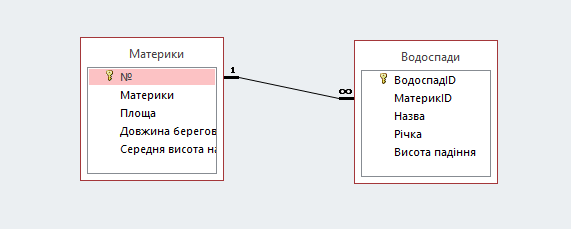 Материки
№
Материки
Площа
Довжина берегов
Середня висота на
1
∞
Водоспади
ВодоспадID
МатерикID
Назва
Річка
Висота падіння